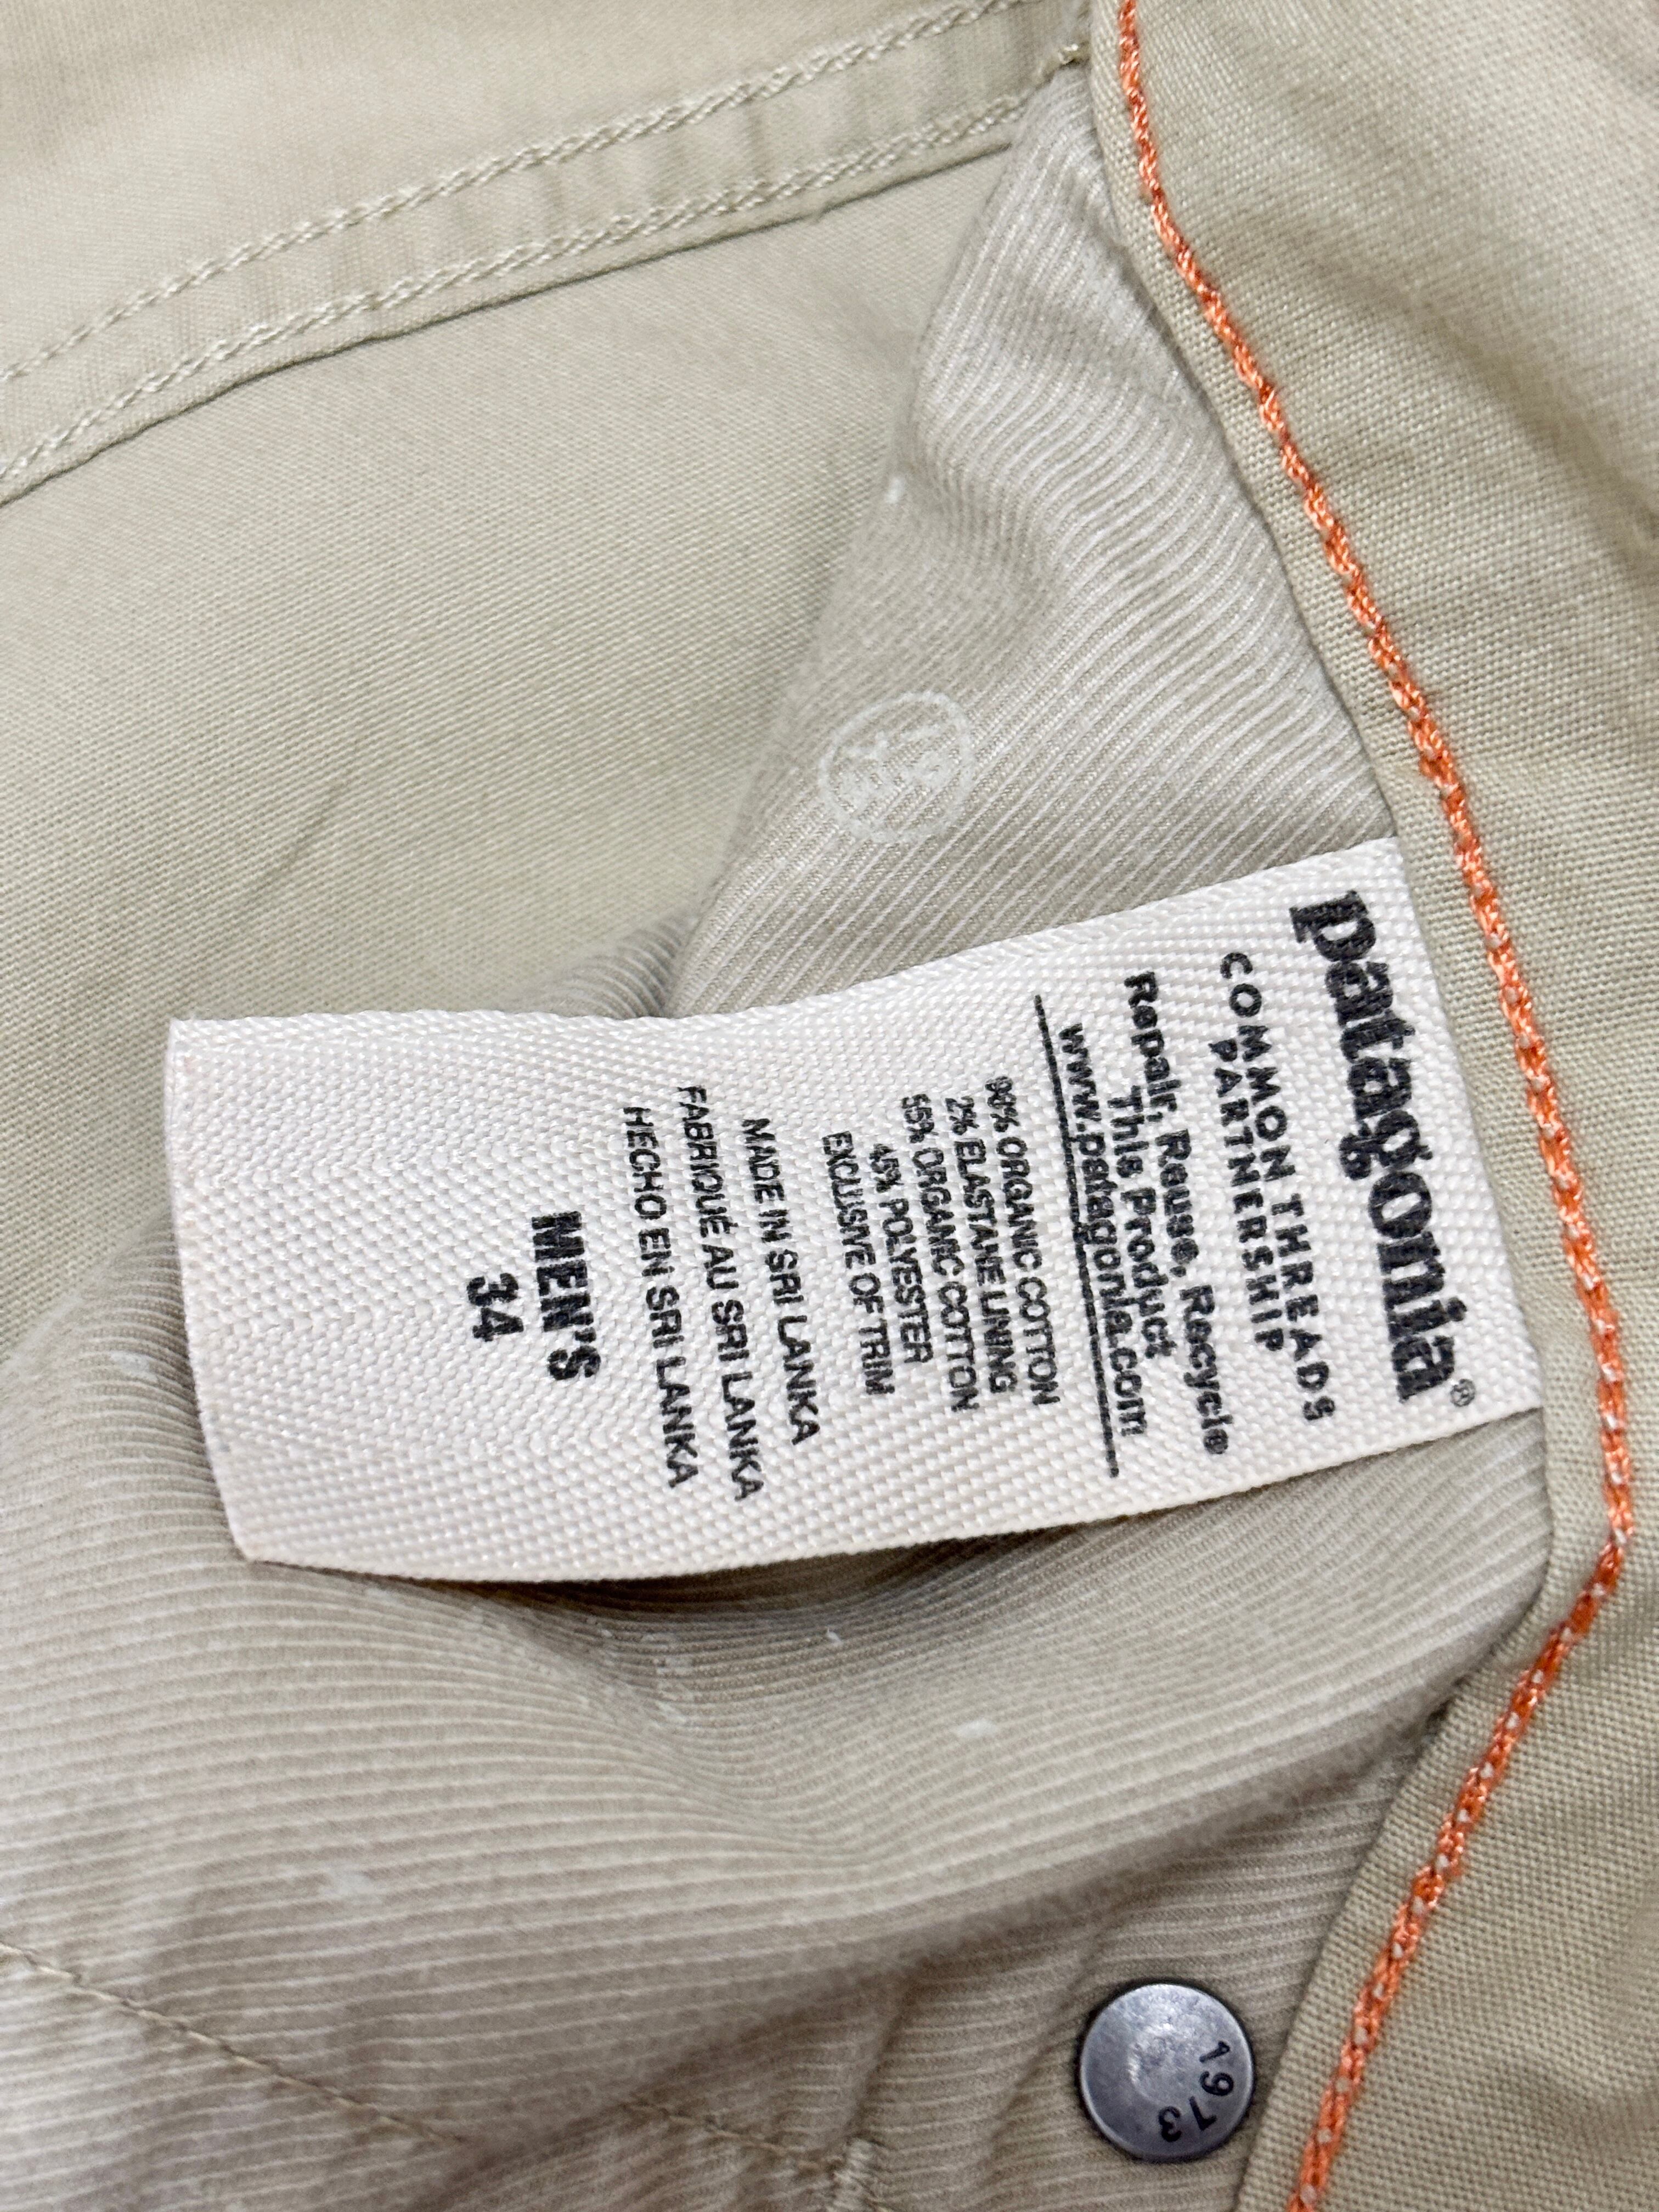 patagonia®
COMMON THREADS
PARTNERSHIP
Repair, Reuse, Recycle
This Product
www.patagonia.com
98% ORGANIC COTTON
2% ELASTANE LINING
55% ORGANIC COTTON
45% POLYESTER
EXCLUSIVE OF TRIM
MADE IN SRI LANKA
FABRIQUÉ AU SRI LANKA
HECHO EN SRI LANKA
MEN'S
34
1973